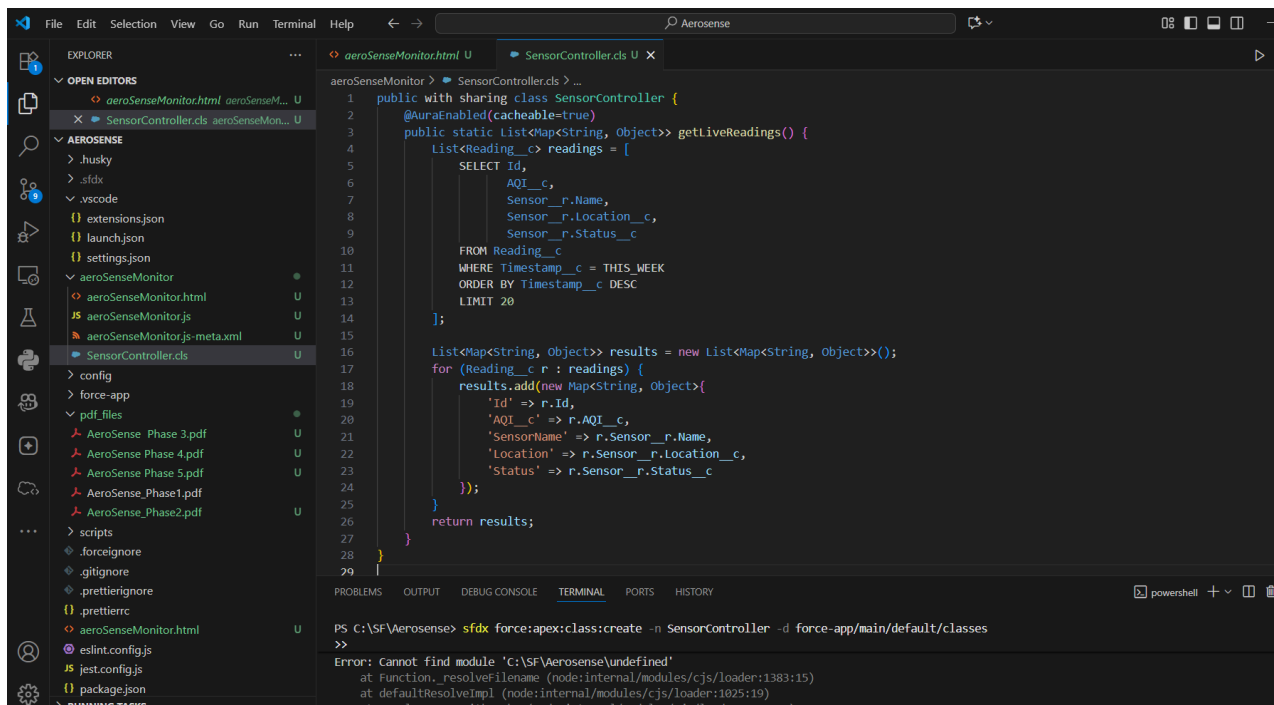 File Edit Selection View Go Run Terminal Help
Aerosense
EXPLORER
OPEN EDITORS
aeroSenseMonitor.html aeroSenseM... U
SensorController.cls aeroSenseMon... U
AEROSENSE
.husky
.sfdx
.vscode
extensions.json
launch.json
settings.json
aeroSenseMonitor
aeroSenseMonitor.html U
JS aeroSenseMonitor.js U
aeroSenseMonitor.js-meta.xml U
SensorController.cls U
config
force-app
pdf_files
AeroSense Phase 3.pdf U
AeroSense Phase 4.pdf U
AeroSense Phase 5.pdf U
AeroSense_Phase1.pdf
AeroSense_Phase2.pdf U
scripts
.forceignore
.gitignore
.prettierignore
{} .prettierrc
aeroSenseMonitor.html U
eslint.config.js
JS jest.config.js
{} package.json
RUNNING TASKS
1
9
aeroSenseMonitor.html U SensorController.cls U
aeroSenseMonitor > SensorController.cls > ...
1 public with sharing class SensorController {
2 @AuraEnabled(cacheable=true)
3 public static List<Map<String, Object>> getLiveReadings() {
4 List<Reading__c> readings = [
5 SELECT Id,
6 AQI__c,
7 Sensor__r.Name,
8 Sensor__r.Location__c,
9 Sensor__r.Status__c
10 FROM Reading__c
11 WHERE Timestamp__c = THIS_WEEK
12 ORDER BY Timestamp__c DESC
13 LIMIT 20
14 ];
15
16 List<Map<String, Object>> results = new List<Map<String, Object>>();
17 for (Reading__c r : readings) {
18 results.add(new Map<String, Object>{
19 'Id' => r.Id,
20 'AQI__c' => r.AQI__c,
21 'SensorName' => r.Sensor__r.Name,
22 'Location' => r.Sensor__r.Location__c,
23 'Status' => r.Sensor__r.Status__c
24 });
25 }
26 return results;
27 }
28 }
29
PROBLEMS OUTPUT DEBUG CONSOLE TERMINAL PORTS HISTORY
powershell
PS C:\SF\Aerosense> sfdx force:apex:class:create -n SensorController -d force-app/main/default/classes
>>
Error: Cannot find module 'C:\SF\Aerosense\undefined'
at Function._resolveFilename (node:internal/modules/cjs/loader:1383:15)
at defaultResolveImpl (node:internal/modules/cjs/loader:1025:19)